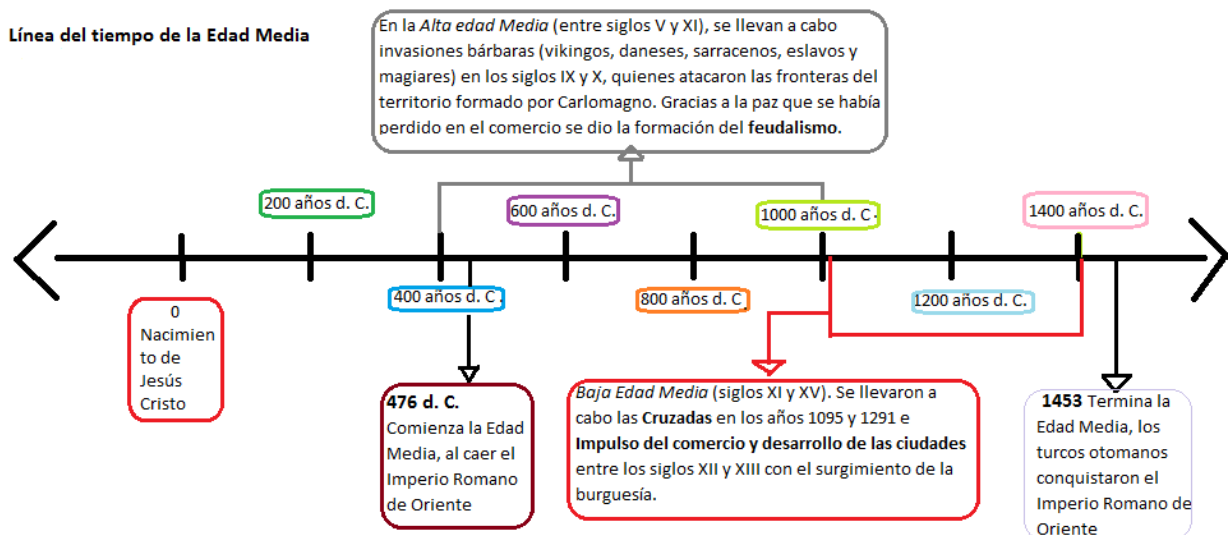 Línea del tiempo de la Edad Media
En la Alta edad Media (entre siglos V y XI), se llevan a cabo
invasiones bárbaras (vikingos, daneses, sarracenos, eslavos y
magiares) en los siglos IX y X, quienes atacaron las fronteras del
territorio formado por Carlomagno. Gracias a la paz que se había
perdido en el comercio se dio la formación del feudalismo.
200 años d. C.
600 años d. C.
1000 años d. C.
1400 años d. C.
400 años d. C.
800 años d. C.
1200 años d. C.
0
Nacimien
to de
Jesús
Cristo
476 d. C.
Comienza la Edad
Media, al caer el
Imperio Romano
de Oriente
Baja Edad Media (siglos XI y XV). Se llevaron a
cabo las Cruzadas en los años 1095 y 1291 e
Impulso del comercio y desarrollo de las ciudades
entre los siglos XII y XIII con el surgimiento de la
burguesía.
1453 Termina la
Edad Media, los
turcos otomanos
conquistaron el
Imperio Romano de
Oriente